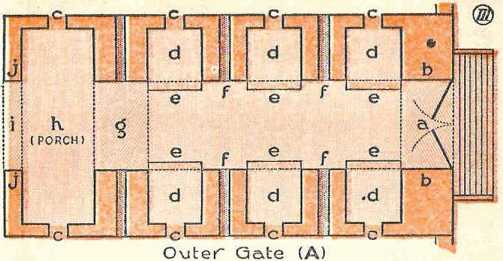 c c c c III
j d d d b
e f e f e
i h g a
(PORCH)
e f e f e
j d d d b
c c c c
Outer Gate (A)